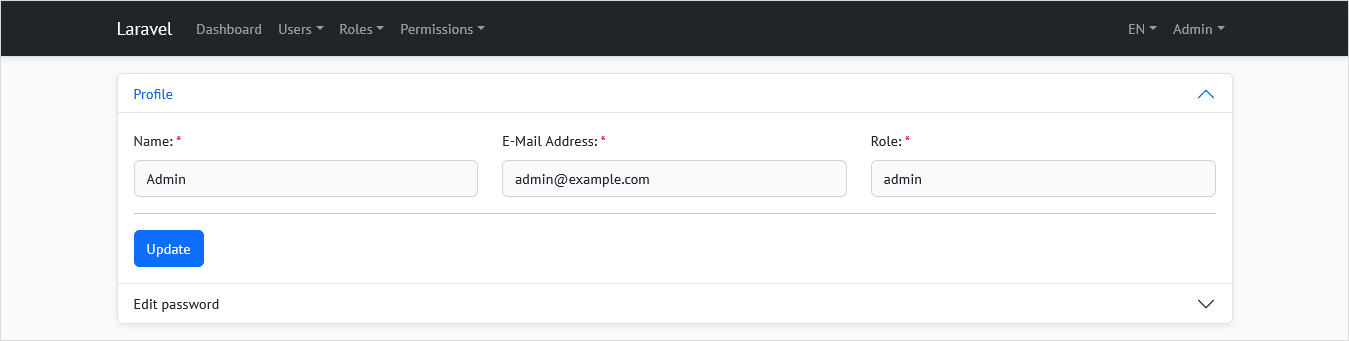 Laravel Dashboard Users Roles Permissions EN Admin
Profile
Name: * E-Mail Address: * Role: *
Admin admin@example.com admin
Update
Edit password